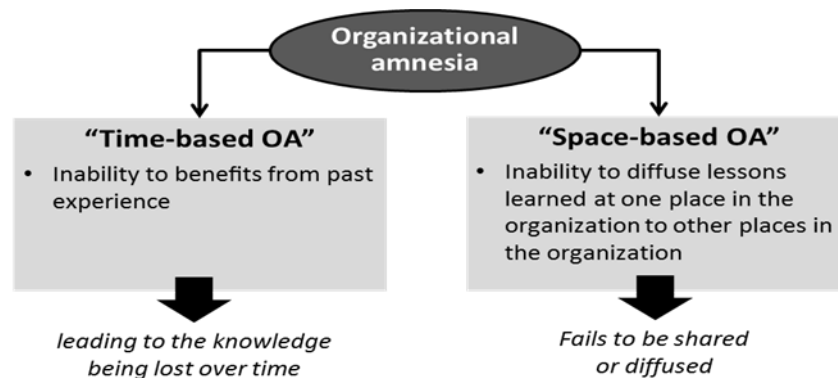 Organizational
amnesia
“Time-based OA”
• Inability to benefits from past
experience
leading to the knowledge
being lost over time
“Space-based OA”
• Inability to diffuse lessons
learned at one place in the
organization to other places in
the organization
Fails to be shared
or diffused